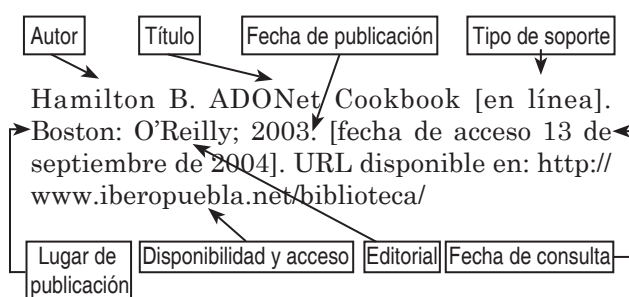 Autor Título Fecha de publicación Tipo de soporte
Hamilton B. ADONet Cookbook [en línea].
Boston: O'Reilly; 2003. [fecha de acceso 13 de
septiembre de 2004]. URL disponible en: http://
www.iberopuebla.net/biblioteca/
Lugar de
publicación
Disponibilidad y acceso Editorial Fecha de consulta